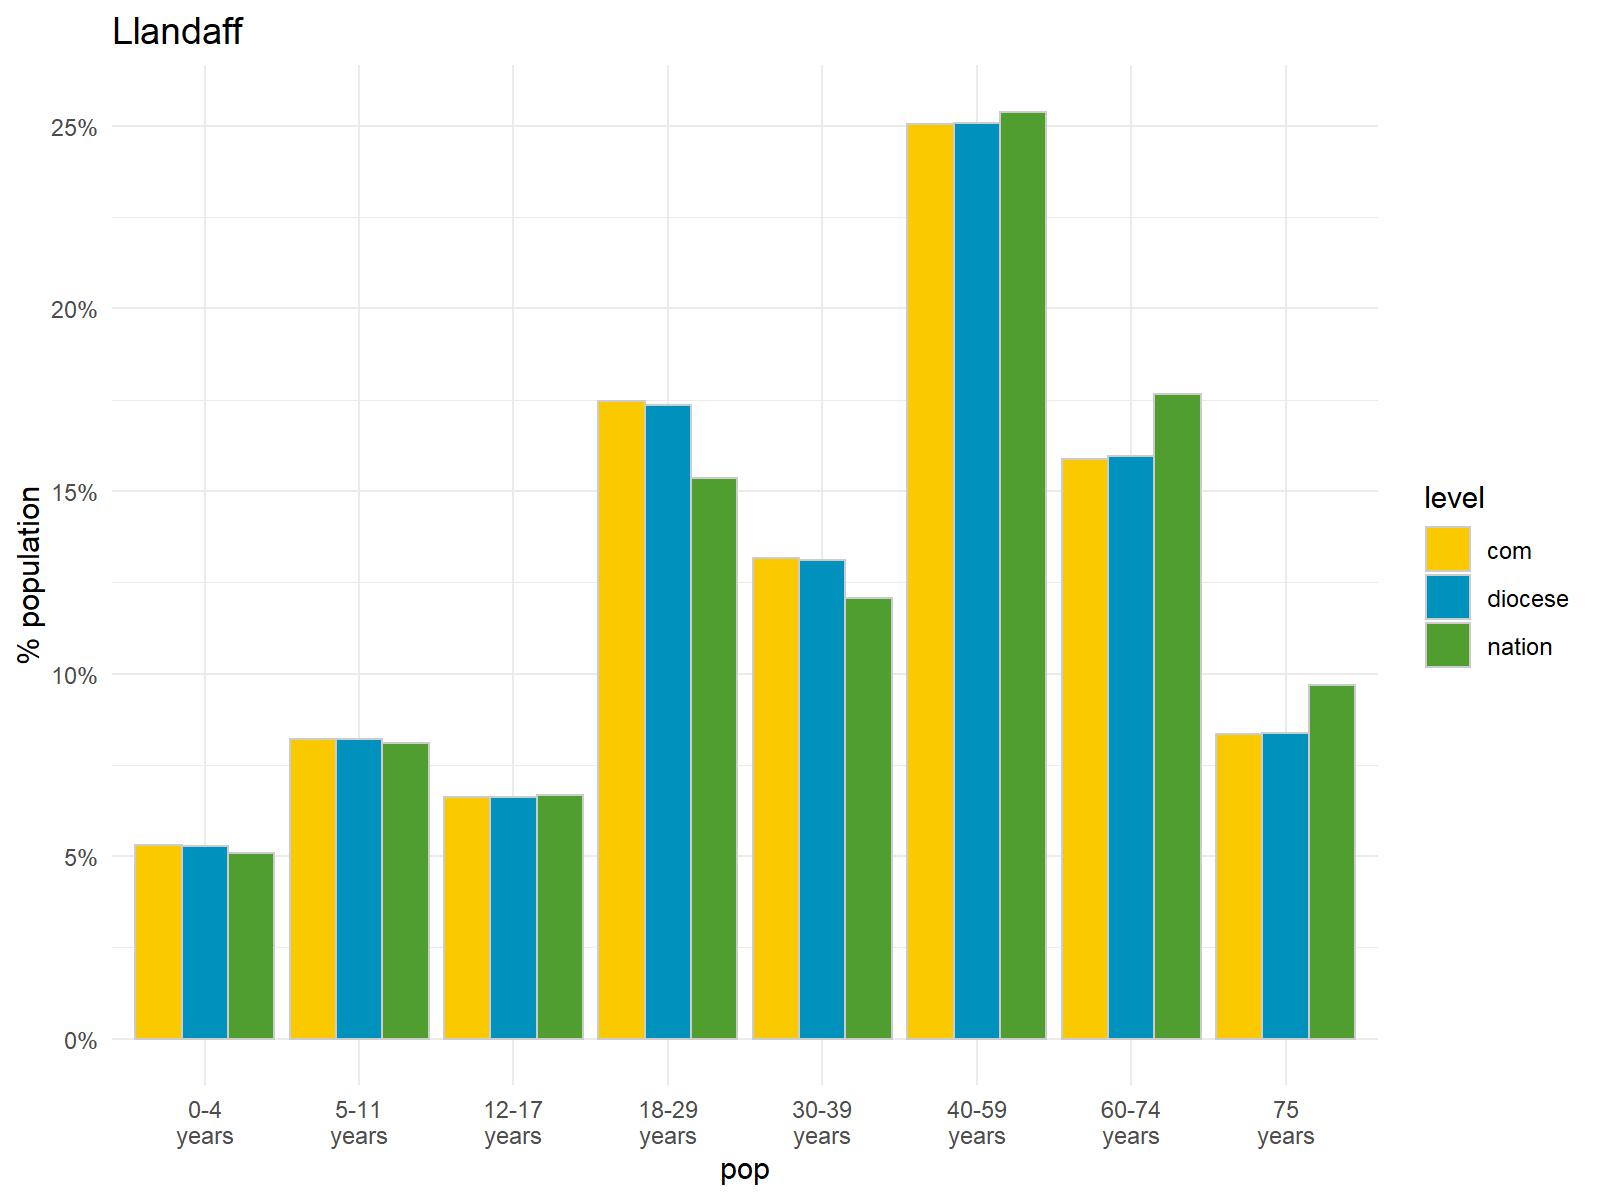 Llandaff
25%
20%
15%
10%
5%
0%
% population
0-4
years
5-11
years
12-17
years
18-29
years
30-39
years
40-59
years
60-74
years
75
years
pop
level
com
diocese
nation